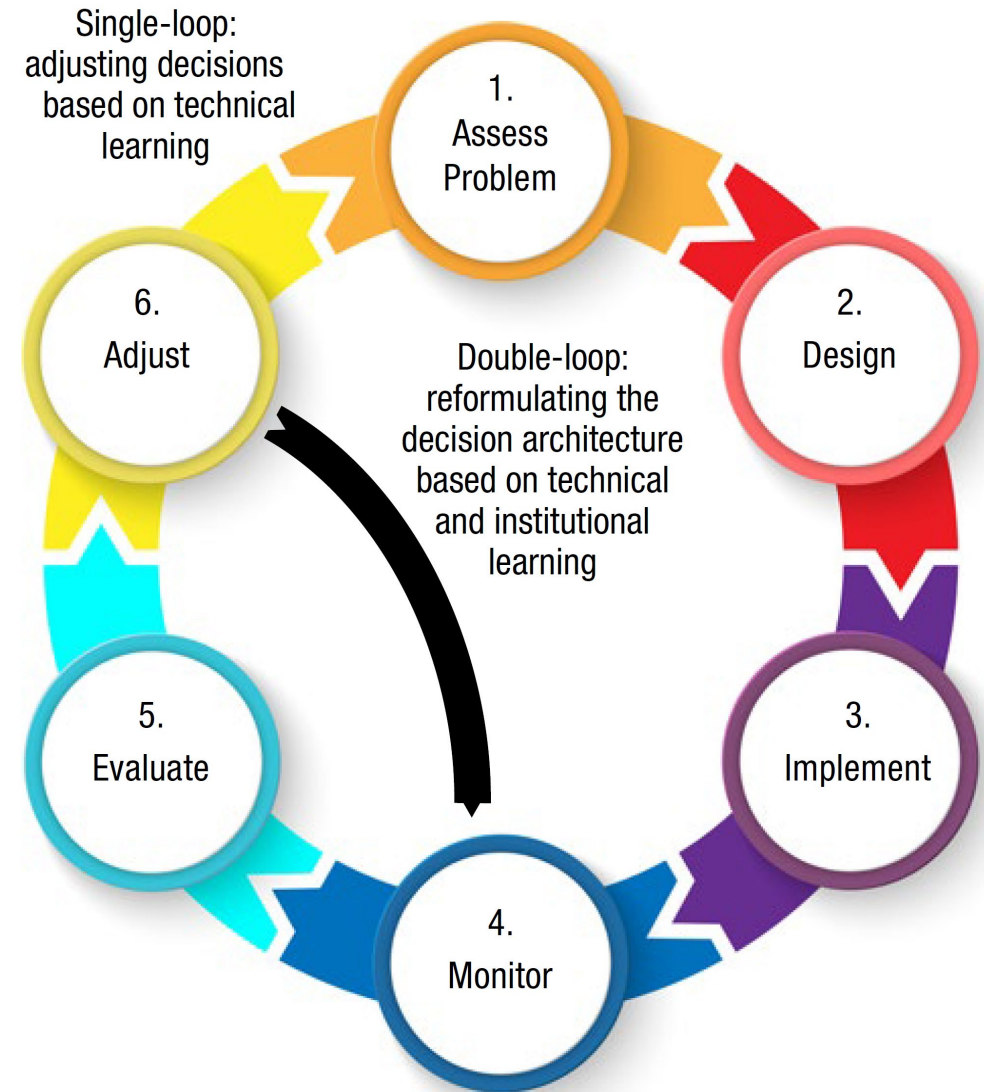 Single-loop:
adjusting decisions
based on technical
learning
1.
Assess
Problem
2.
Design
3.
Implement
4.
Monitor
5.
Evaluate
6.
Adjust
Double-loop:
reformulating the
decision architecture
based on technical
and institutional
learning